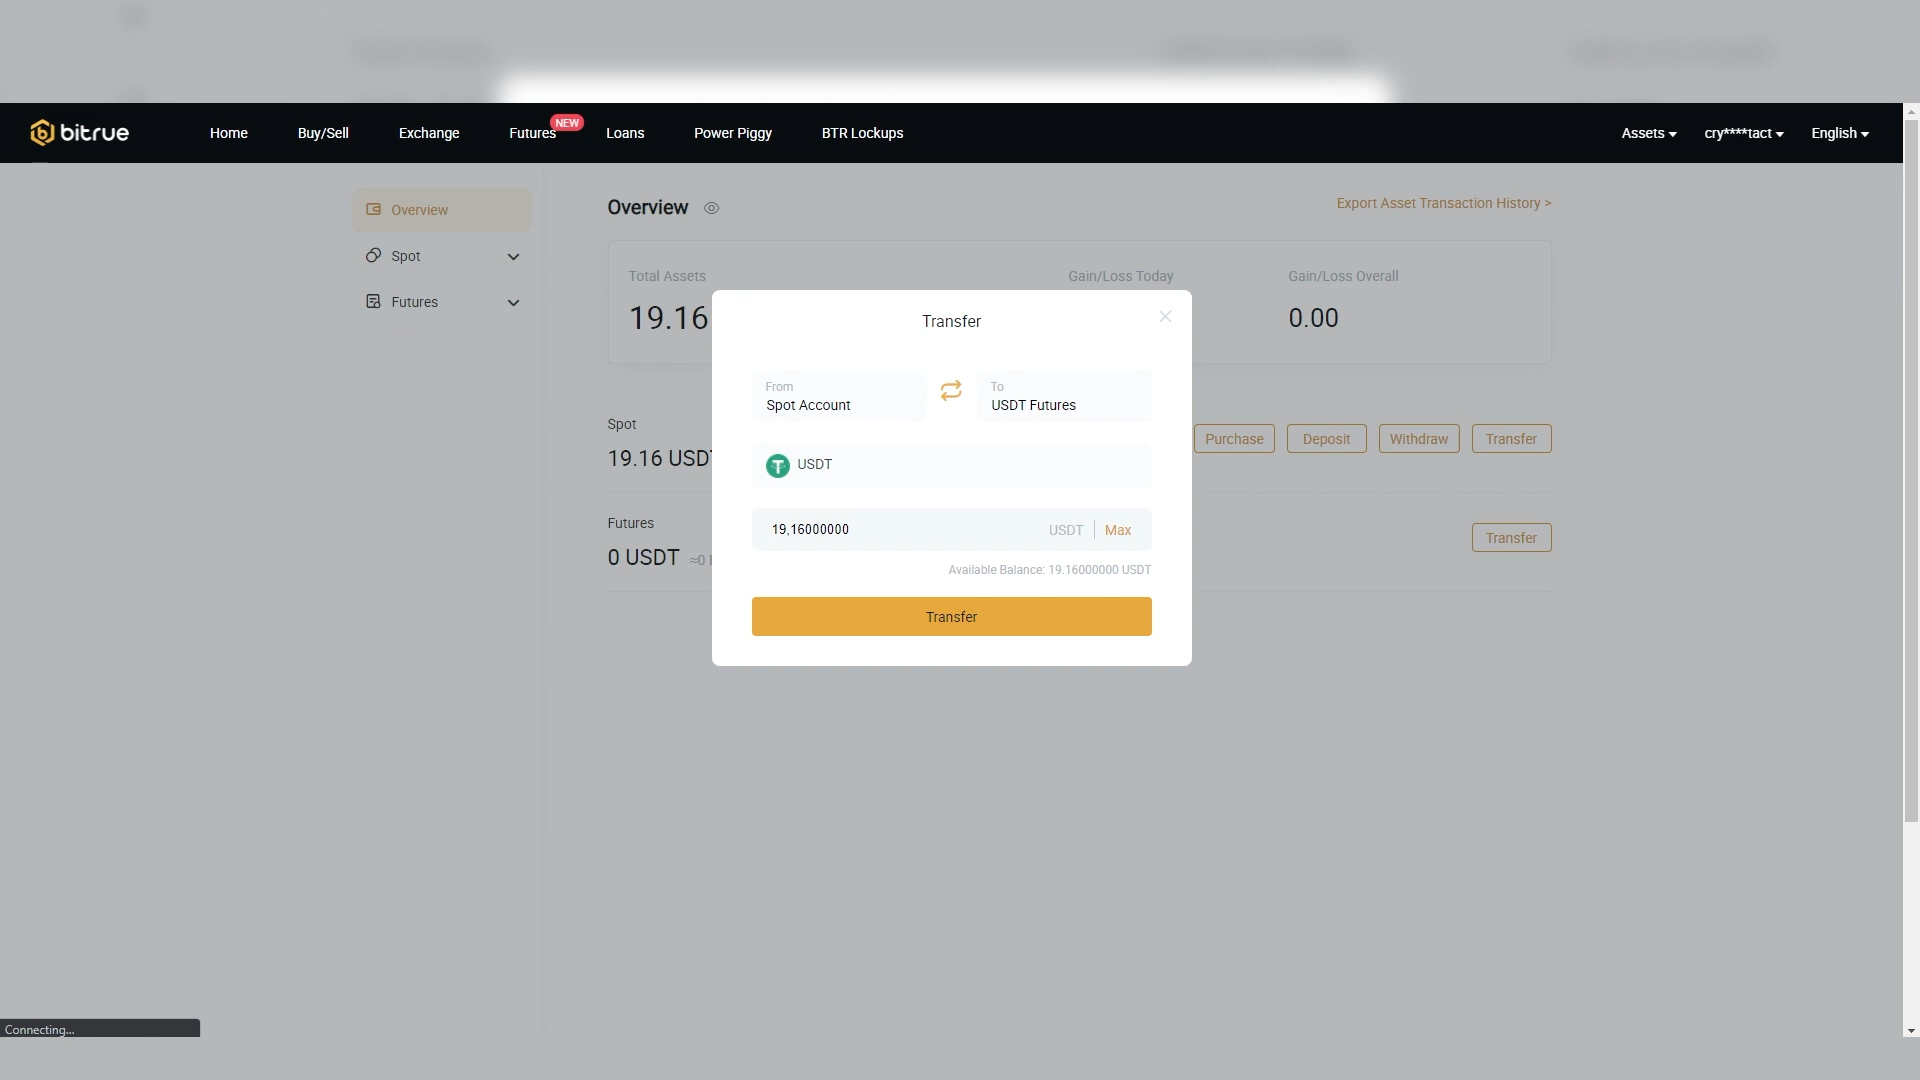 bitrue Home Buy/Sell Exchange Futures NEW Loans Power Piggy BTR Lockups Assets cry****tact English
Overview
Spot
Futures
Overview
Export Asset Transaction History >
Total Assets Gain/Loss Today Gain/Loss Overall
19.16 0.00
Transfer
From
Spot Account
To
USDT Futures
USDT
19,16000000 USDT Max
Available Balance: 19.16000000 USDT
Transfer
Spot
19.16 USDT
Purchase Deposit Withdraw Transfer
Futures
0 USDT ≈0
Transfer
Connecting...